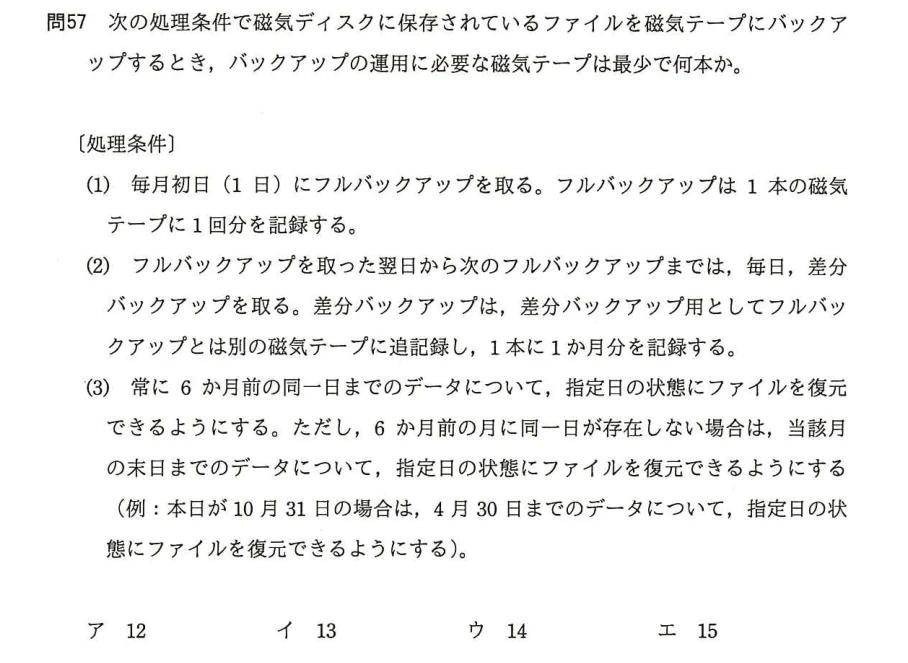 問57 次の処理条件で磁気ディスクに保存されているファイルを磁気テープにバックア
ップするとき，バックアップの運用に必要な磁気テープは最少で何本か。
〔処理条件〕
(1) 毎月初日（1 日）にフルバックアップを取る。フルバックアップは 1 本の磁気
テープに 1 回分を記録する。
(2) フルバックアップを取った翌日から次のフルバックアップまでは，毎日，差分
バックアップを取る。差分バックアップは，差分バックアップ用としてフルバッ
クアップとは別の磁気テープに追記録し，1 本に 1 か月分を記録する。
(3) 常に 6 か月前の同一日までのデータについて，指定日の状態にファイルを復元
できるようにする。ただし，6 か月前の月に同一日が存在しない場合は，当該月
の末日までのデータについて，指定日の状態にファイルを復元できるようにする
（例：本日が 10 月 31 日の場合は，4 月 30 日までのデータについて，指定日の状
態にファイルを復元できるようにする）。
ア 12 イ 13 ウ 14 エ 15